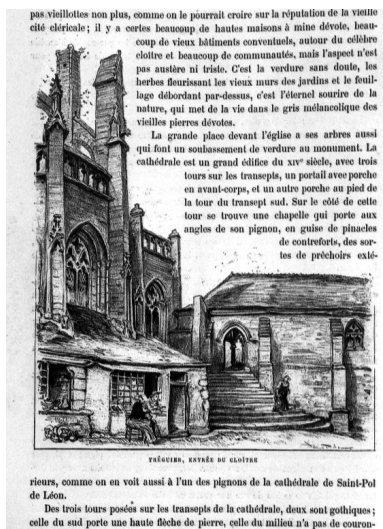 pas vieillottes non plus, comme on le pourrait croire sur la réputation de la vieille
cité cléricale; il y a certes beaucoup de hautes maisons à mine dévote, beau-
coup de vieux bâtiments conventuels, autour du célèbre
cloître et beaucoup de communautés, mais l'aspect n'est
pas austère ni triste. C'est la verdure sans doute, les
herbes fleurissant les vieux murs des jardins et le feuil-
lage débordant par-dessus, c'est l'éternel sourire de la
nature, qui met de la vie dans le gris mélancolique des
vieilles pierres dévotes.
La grande place devant l'église a ses arbres aussi
qui font un soubassement de verdure au monument. La
cathédrale est un grand édifice du XIVe siècle, avec trois
tours sur les transepts, un portail avec porche
en avant-corps, et un autre porche au pied de
la tour du transept sud. Sur le côté de cette
tour se trouve une chapelle qui porte aux
angles de son pignon, en guise de pinacles
de contreforts, des sor-
tes de prêchoirs exté-
TRÉGUIER, ENTRÉE DU CLOÎTRE
rieurs, comme on en voit aussi à l'un des pignons de la cathédrale de Saint-Pol
de Léon.
Des trois tours posées sur les transepts de la cathédrale, deux sont gothiques;
celle du sud porte une haute flèche de pierre, celle du milieu n'a pas de couron-